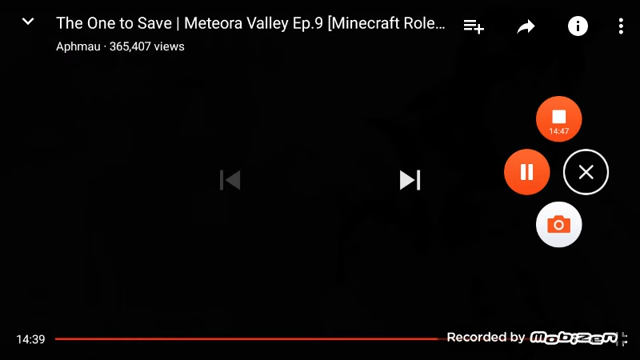 The One to Save | Meteora Valley Ep.9 [Minecraft Role…
Aphmau · 365,407 views
14:47
14:39
Recorded by Mobizen